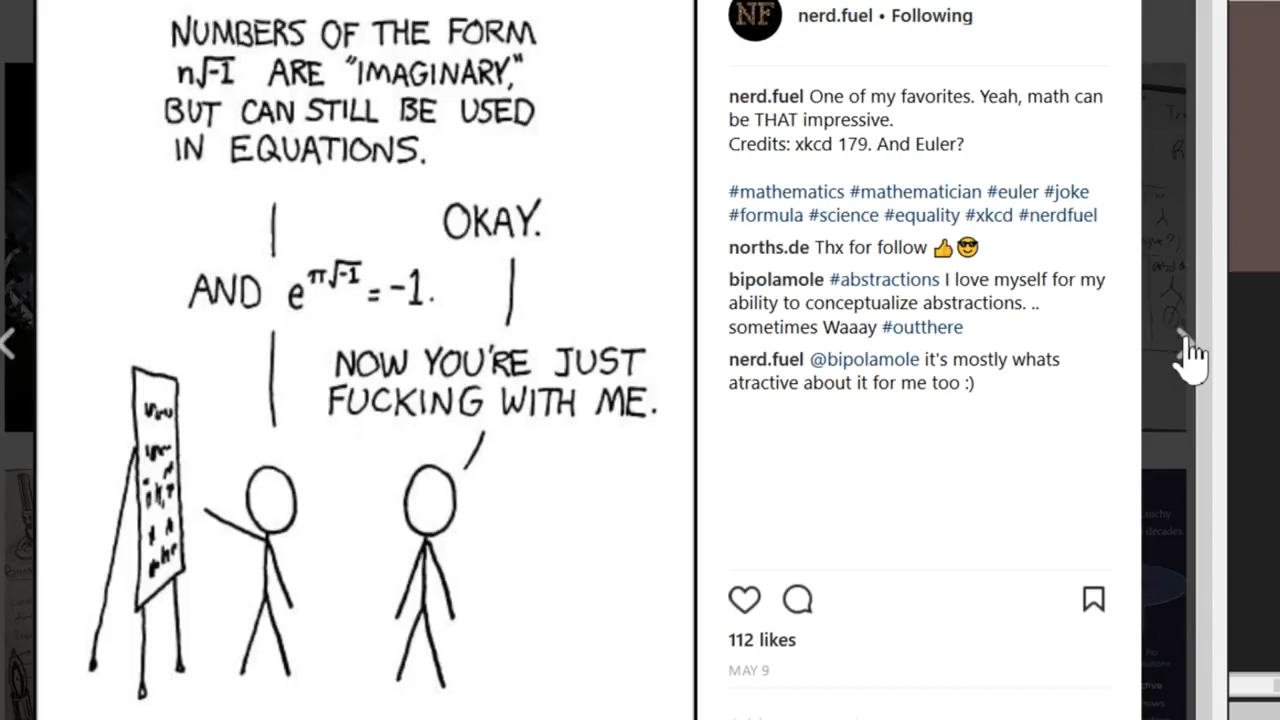 NUMBERS OF THE FORM
n√-1 ARE "IMAGINARY,"
BUT CAN STILL BE USED
IN EQUATIONS.
OKAY.
AND e^π√-1 = -1.
NOW YOU'RE JUST
FUCKING WITH ME.
NF
nerd.fuel • Following
nerd.fuel One of my favorites. Yeah, math can
be THAT impressive.
Credits: xkcd 179. And Euler?
#mathematics #mathematician #euler #joke
#formula #science #equality #xkcd #nerdfuel
norths.de Thx for follow 👍😎
bipolamole #abstractions I love myself for my
ability to conceptualize abstractions. ..
sometimes Waaay #outthere
nerd.fuel @bipolamole it's mostly whats
atractive about it for me too :)
112 likes
MAY 9
decades